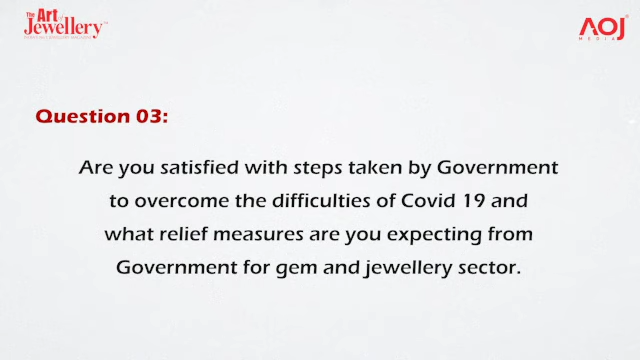 The Art of
Jewellery
AOJ
MEDIA
Question 03:
Are you satisfied with steps taken by Government
to overcome the difficulties of Covid 19 and
what relief measures are you expecting from
Government for gem and jewellery sector.